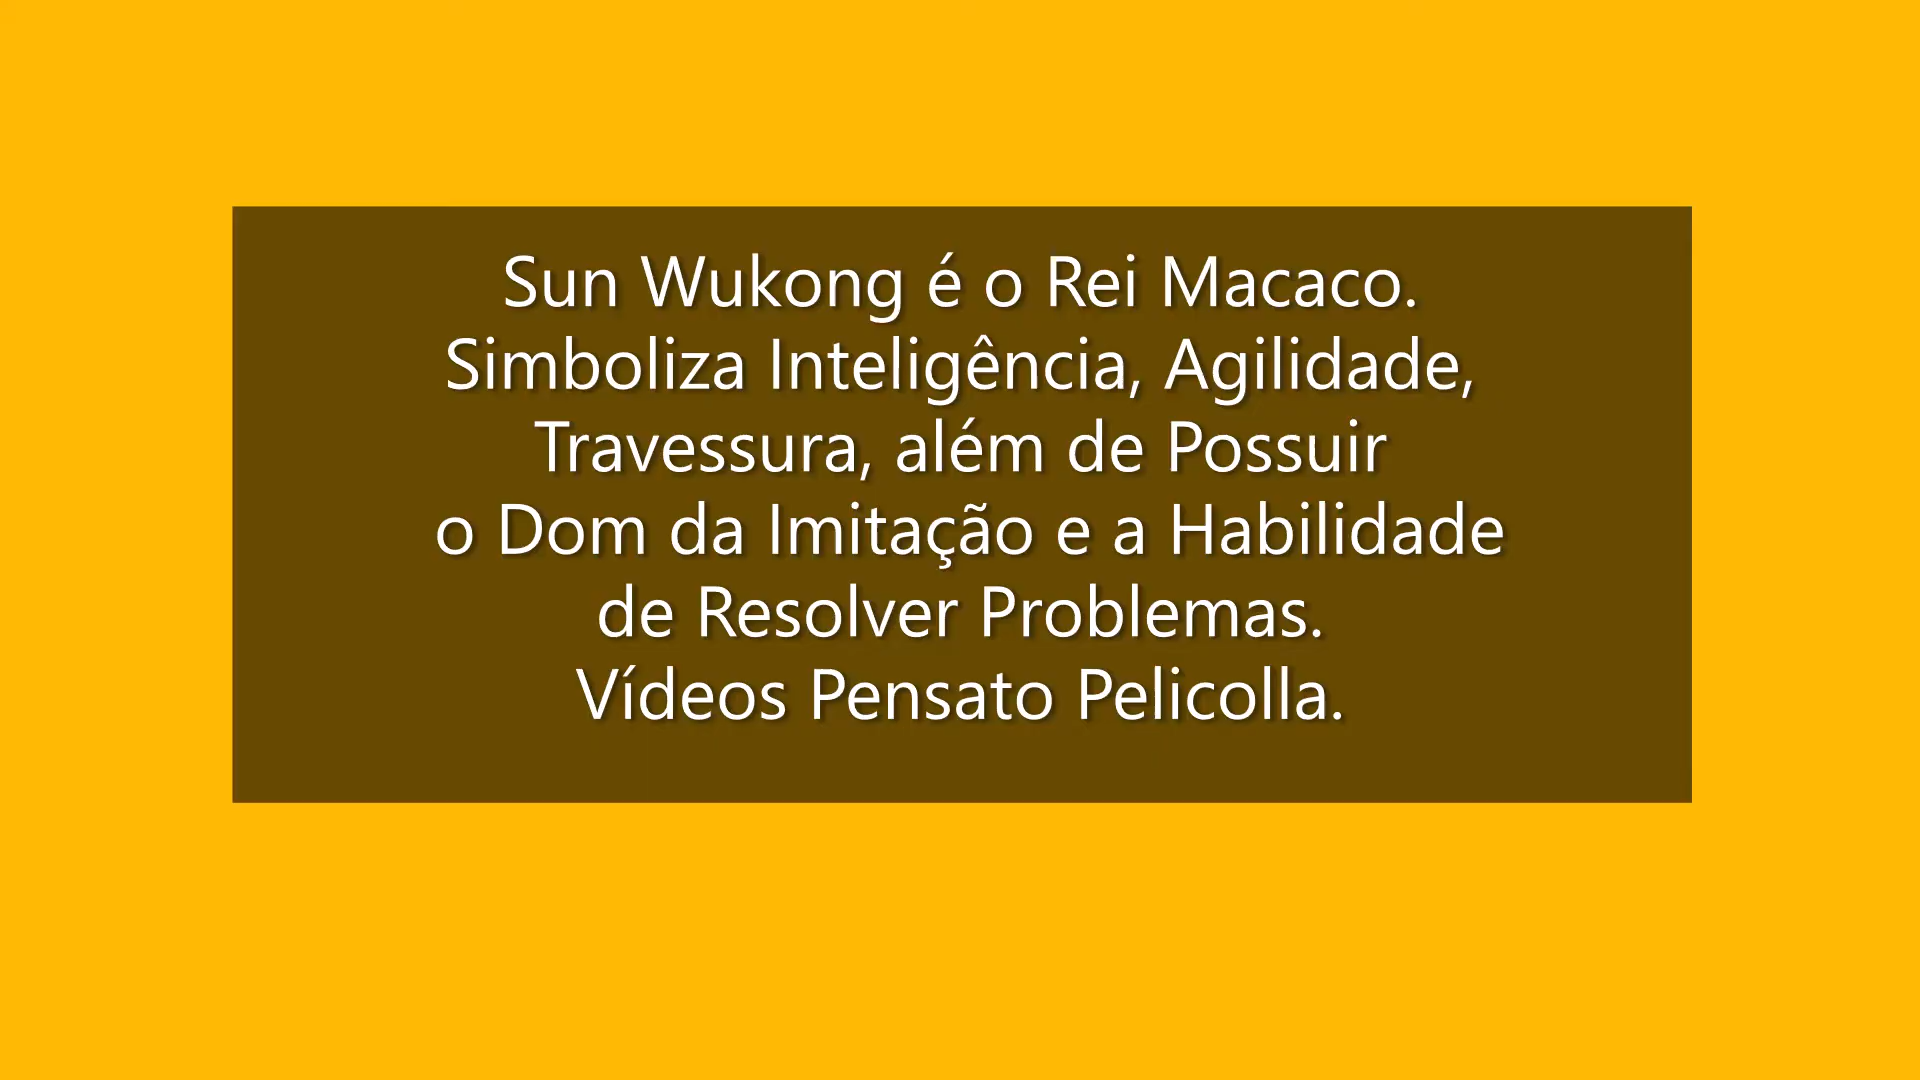 Sun Wukong é o Rei Macaco.
Simboliza Inteligência, Agilidade,
Travessura, além de Possuir
o Dom da Imitação e a Habilidade
de Resolver Problemas.
Vídeos Pensato Pelicolla.